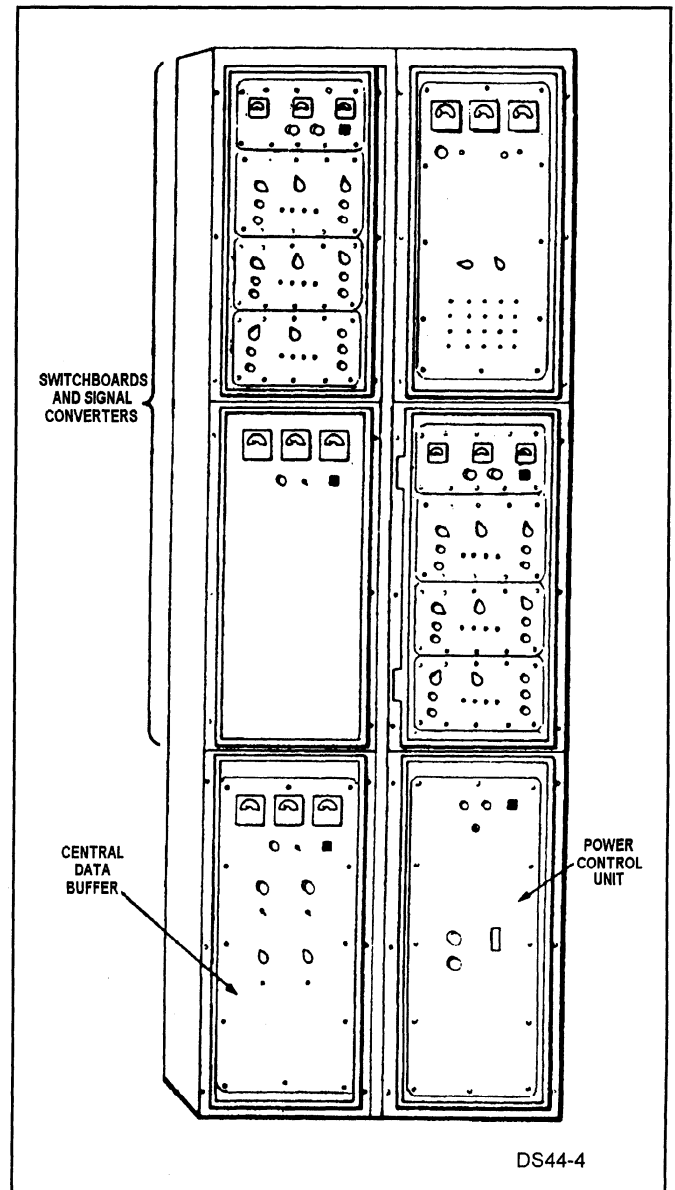 SWITCHBOARDS
AND SIGNAL
CONVERTERS
CENTRAL
DATA
BUFFER
POWER
CONTROL
UNIT
DS44-4